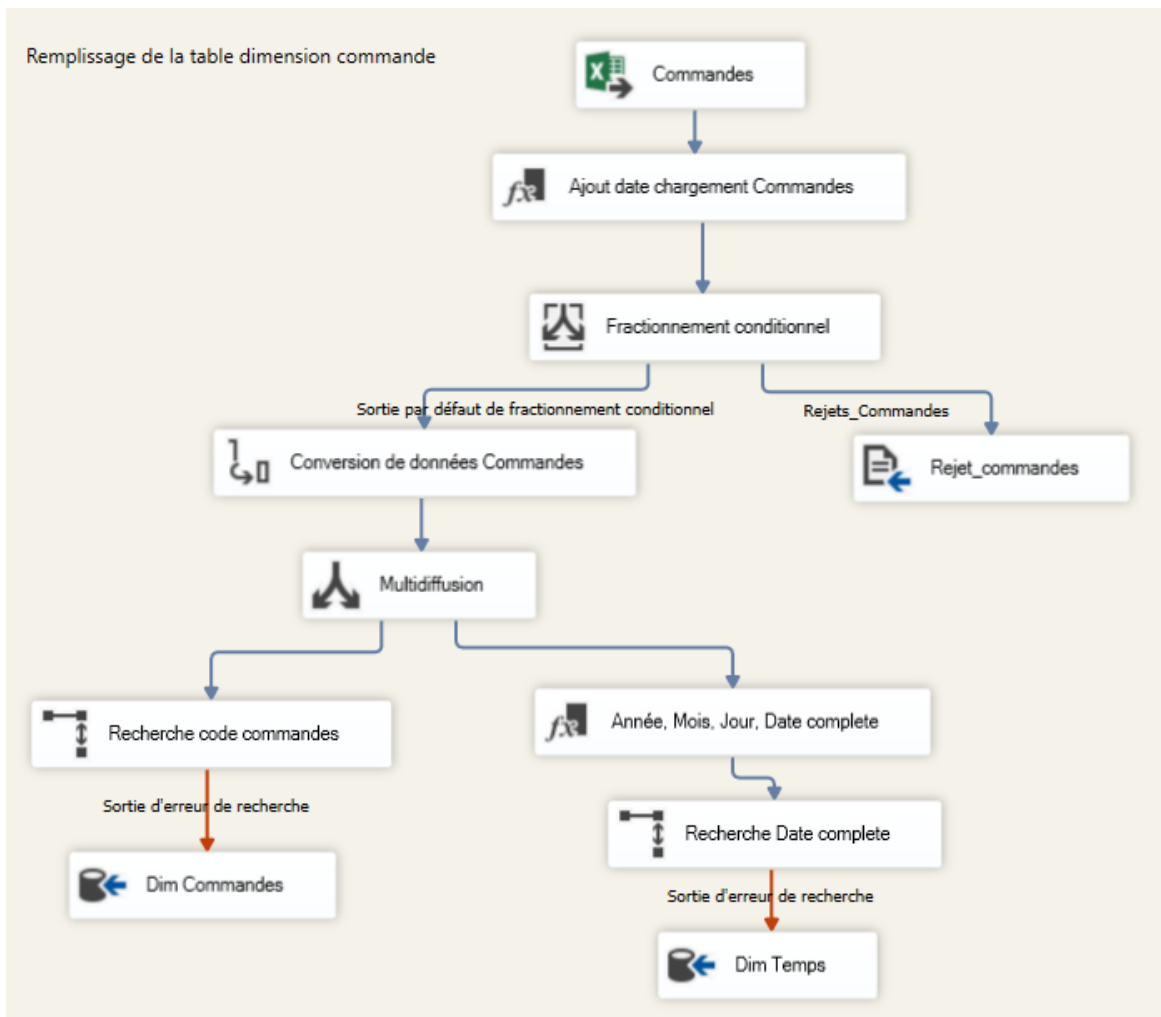 Remplissage de la table dimension commande
Commandes
Ajout date chargement Commandes
Fractionnement conditionnel
Sortie par défaut de fractionnement conditionnel
Rejets_Commandes
Conversion de données Commandes
Rejet_commandes
Multidiffusion
Recherche code commandes
Année, Mois, Jour, Date complete
Sortie d'erreur de recherche
Recherche Date complete
Dim Commandes
Sortie d'erreur de recherche
Dim Temps